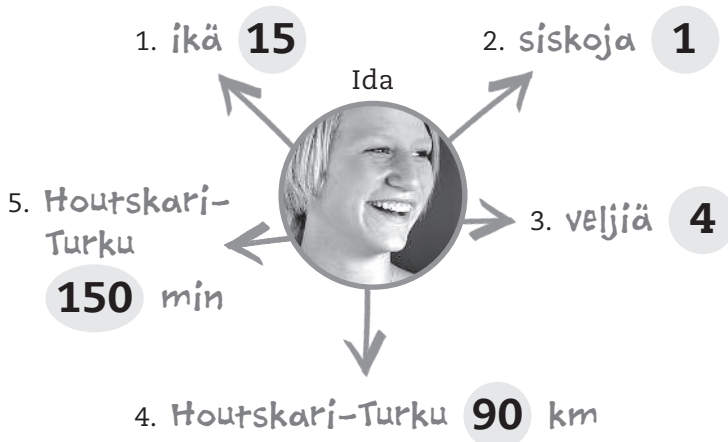 1. ikä 15
2. siskoja 1
Ida
3. veljiä 4
5. Houtskari-
Turku
150 min
4. Houtskari-Turku 90 km